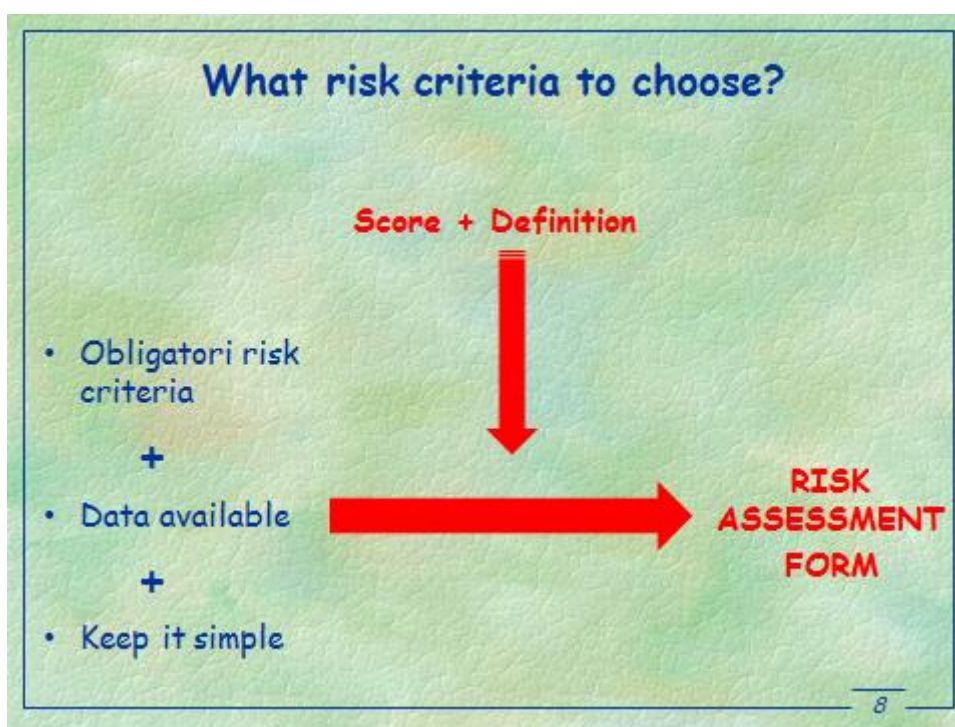 What risk criteria to choose?
Score + Definition
• Obligatori risk
criteria
+
• Data available
+
• Keep it simple
RISK
ASSESSMENT
FORM
8